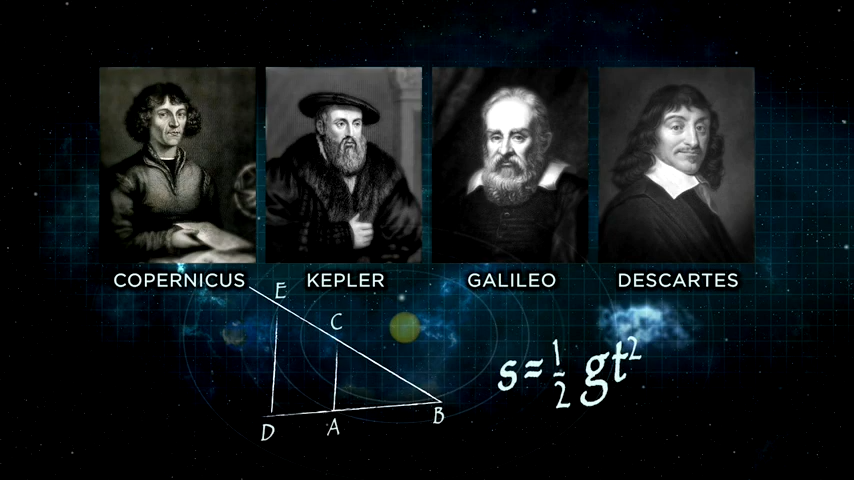 COPERNICUS
KEPLER
GALILEO
DESCARTES
E
C
D
A
B
s≈½ gt²